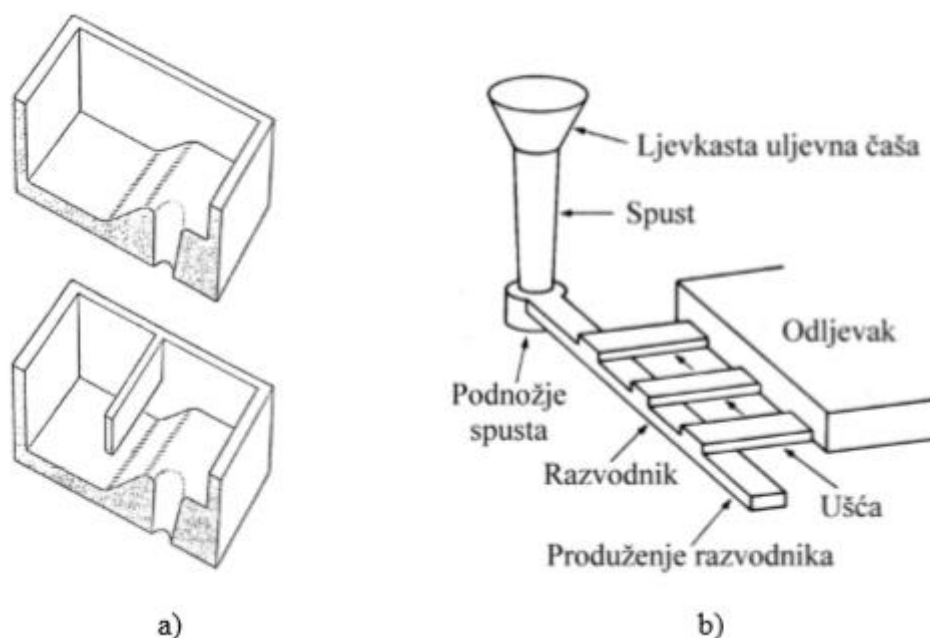 Ljevkasta uljevna čaša
Spust
Odljevak
Podnožje
spusta
Razvodnik
Ušća
Produženje razvodnika
a)
b)